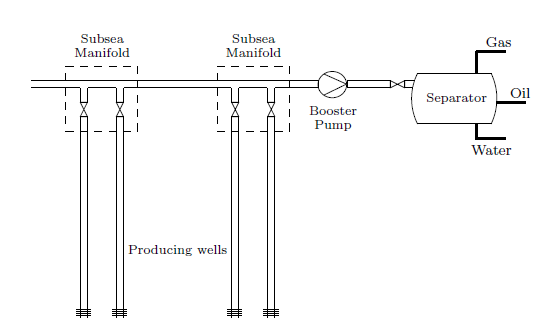 Subsea
Manifold
Subsea
Manifold
Gas
Separator
Oil
Booster
Pump
Water
Producing wells